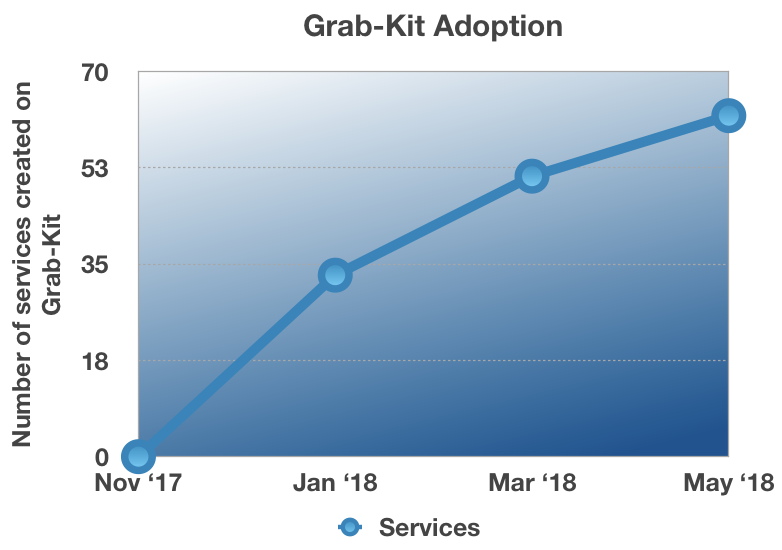 Grab-Kit Adoption
Number of services created on
Grab-Kit
70
53
35
18
0
Nov ‘17
Jan ‘18
Mar ‘18
May ‘18
Services